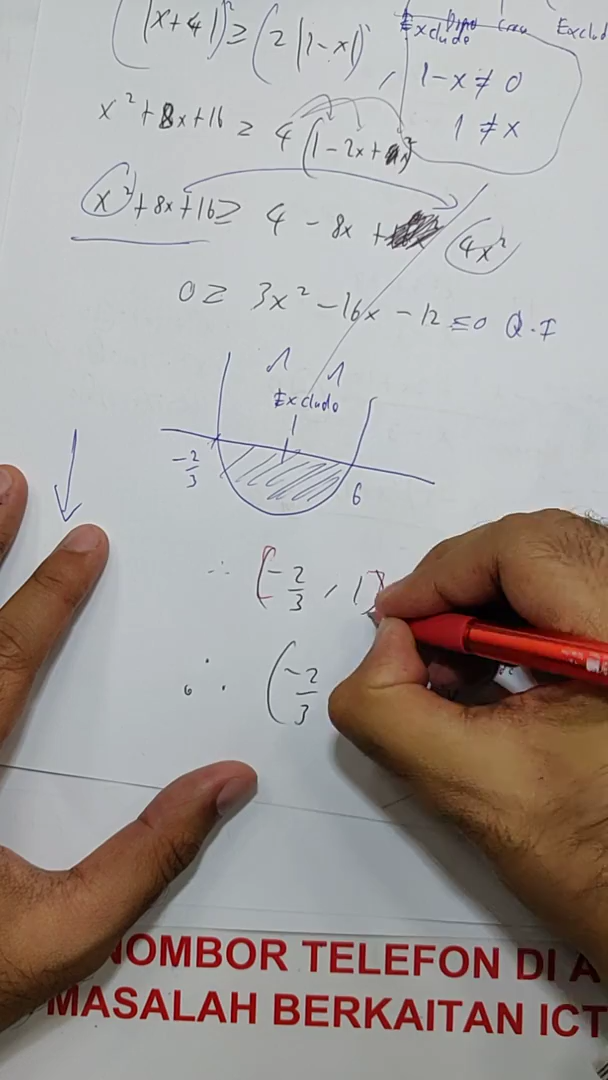 (|x+4|)² ≥ (2|1-x|)²
Exclude
Exclud
, 1-x ≠ 0
1 ≠ x
x² + 8x + 16 ≥ 4(1 - 2x + x²)
x² + 8x + 16 ≥ 4 - 8x + 4x²
0 ≥ 3x² - 16x - 12 ≤ 0 Q.I
Exclude
1
-2/3
6
∴ [-2/3, 1)
∴ (-2/3
NOMBOR TELEFON DI A
MASALAH BERKAITAN ICT